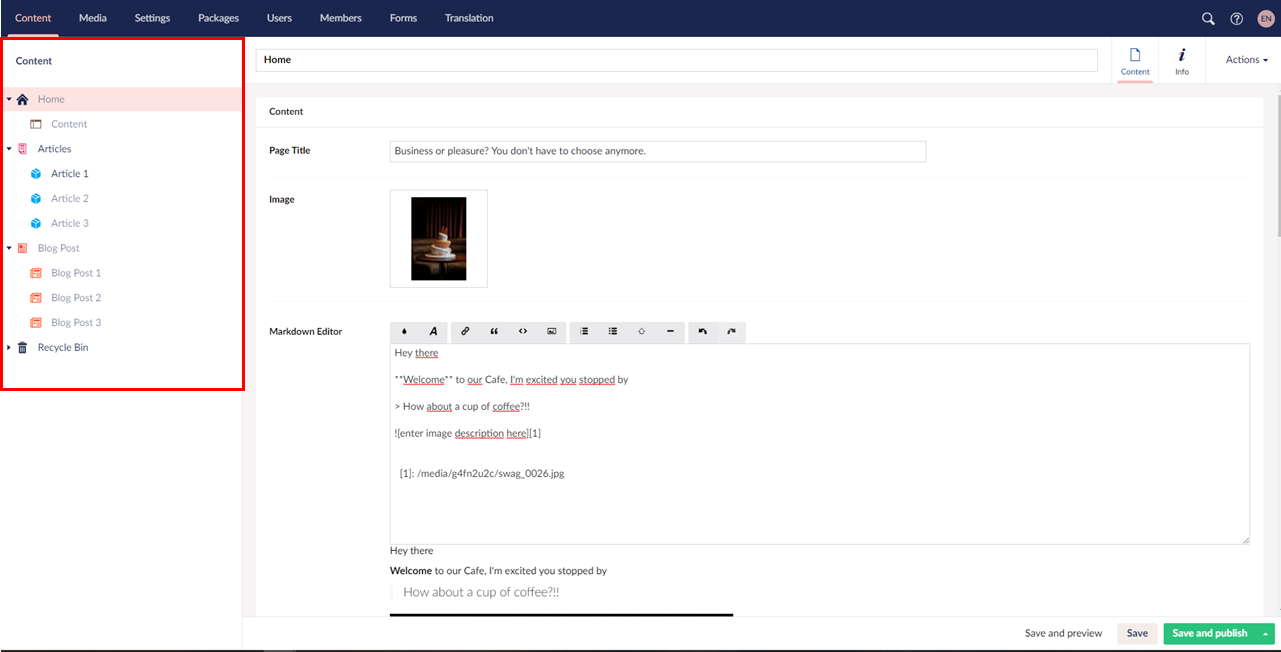 Content Media Settings Packages Users Members Forms Translation EN
Content
Home
Content
Articles
Article 1
Article 2
Article 3
Blog Post
Blog Post 1
Blog Post 2
Blog Post 3
Recycle Bin
Home
Content
Info
Actions
Content
Page Title
Business or pleasure? You don't have to choose anymore.
Image
Markdown Editor
Hey there
**Welcome** to our Cafe, I'm excited you stopped by
> How about a cup of coffee?!!
![enter image description here][1]
[1]: /media/g4fn2u2c/swag_0026.jpg
Hey there
Welcome to our Cafe, I'm excited you stopped by
How about a cup of coffee?!!
Save and preview Save Save and publish